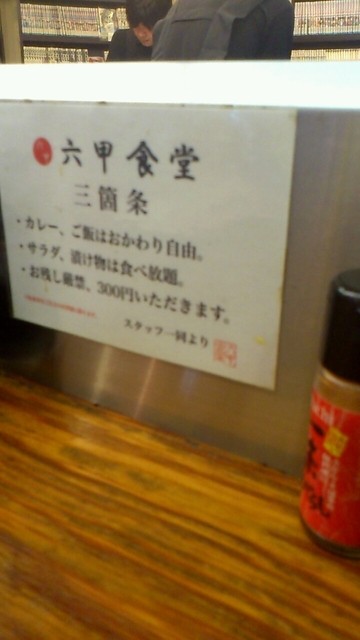 六甲食堂
三箇条
・カレー、ご飯はおかわり自由。
・サラダ、漬け物は食べ放題。
・お残し厳禁、300円いただきます。
スタッフ一同より